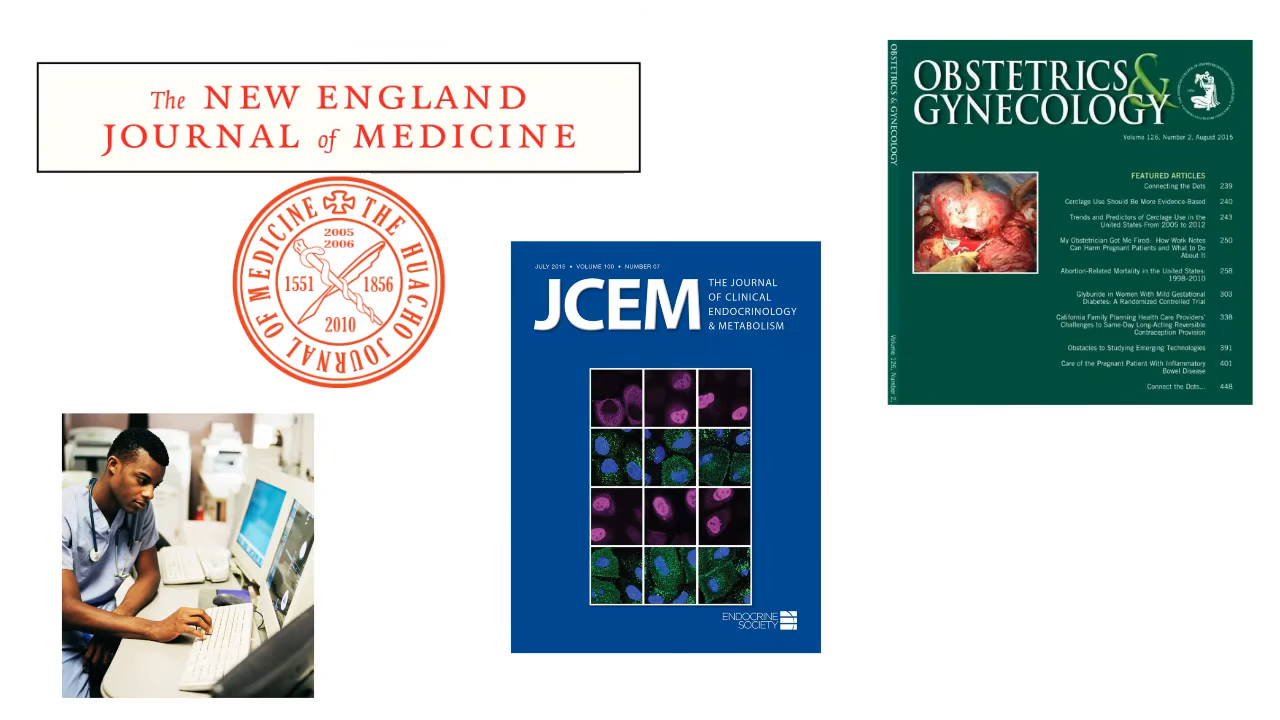 The NEW ENGLAND
JOURNAL of MEDICINE
THE HUACHO JOURNAL OF MEDICINE
2005
2006
1551
1856
2010
JULY 2015 • VOLUME 100 • NUMBER 07
JCEM
THE JOURNAL
OF CLINICAL
ENDOCRINOLOGY
& METABOLISM
ENDOCRINE
SOCIETY
OBSTETRICS & GYNECOLOGY
Volume 126, Number 2,
OBSTETRICS &
GYNECOLOGY
Volume 126, Number 2, August 2015
FEATURED ARTICLES
Connecting the Dots 239
Cerclage Use Should Be More Evidence-Based 240
Trends and Predictors of Cerclage Use in the 243
United States From 2005 to 2012
My Obstetrician Got Me Fired: How Work Notes 250
Can Harm Pregnant Patients and What to Do
About It
Abortion-Related Mortality in the United States: 258
1998–2010
Glyburide in Women With Mild Gestational 303
Diabetes: A Randomized Controlled Trial
California Family Planning Health Care Providers' 338
Challenges to Same-Day Long-Acting Reversible
Contraception Provision
Obstacles to Studying Emerging Technologies 391
Care of the Pregnant Patient With Inflammatory 401
Bowel Disease
Connect the Dots... 448